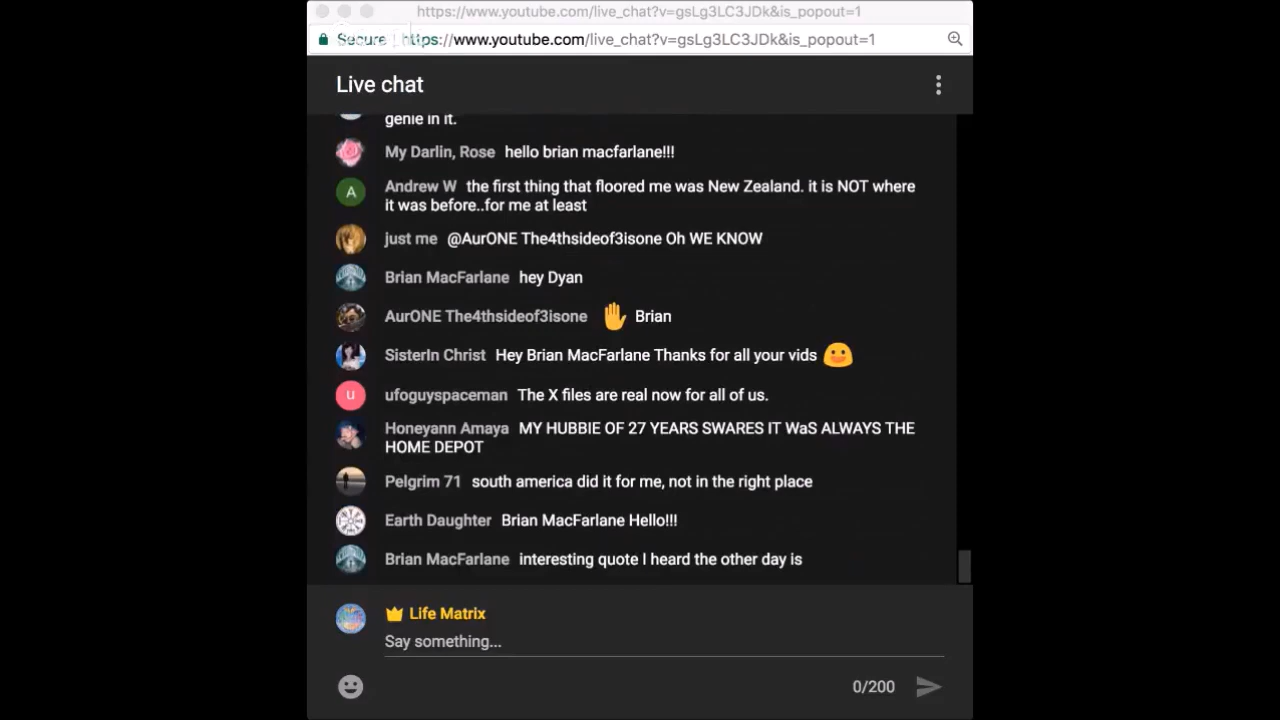 https://www.youtube.com/live_chat?v=gsLg3LC3JDk&is_popout=1
Secure https://www.youtube.com/live_chat?v=gsLg3LC3JDk&is_popout=1
Live chat
genie in it.
My Darlin, Rose hello brian macfarlane!!!
A Andrew W the first thing that floored me was New Zealand. it is NOT where
it was before..for me at least
just me @AurONE The4thsideof3isone Oh WE KNOW
Brian MacFarlane hey Dyan
AurONE The4thsideof3isone ✋ Brian
SisterIn Christ Hey Brian MacFarlane Thanks for all your vids
u ufoguyspaceman The X files are real now for all of us.
Honeyann Amaya MY HUBBIE OF 27 YEARS SWARES IT WaS ALWAYS THE
HOME DEPOT
Pelgrim 71 south america did it for me, not in the right place
Earth Daughter Brian MacFarlane Hello!!!
Brian MacFarlane interesting quote I heard the other day is
Life Matrix
Say something...
0/200